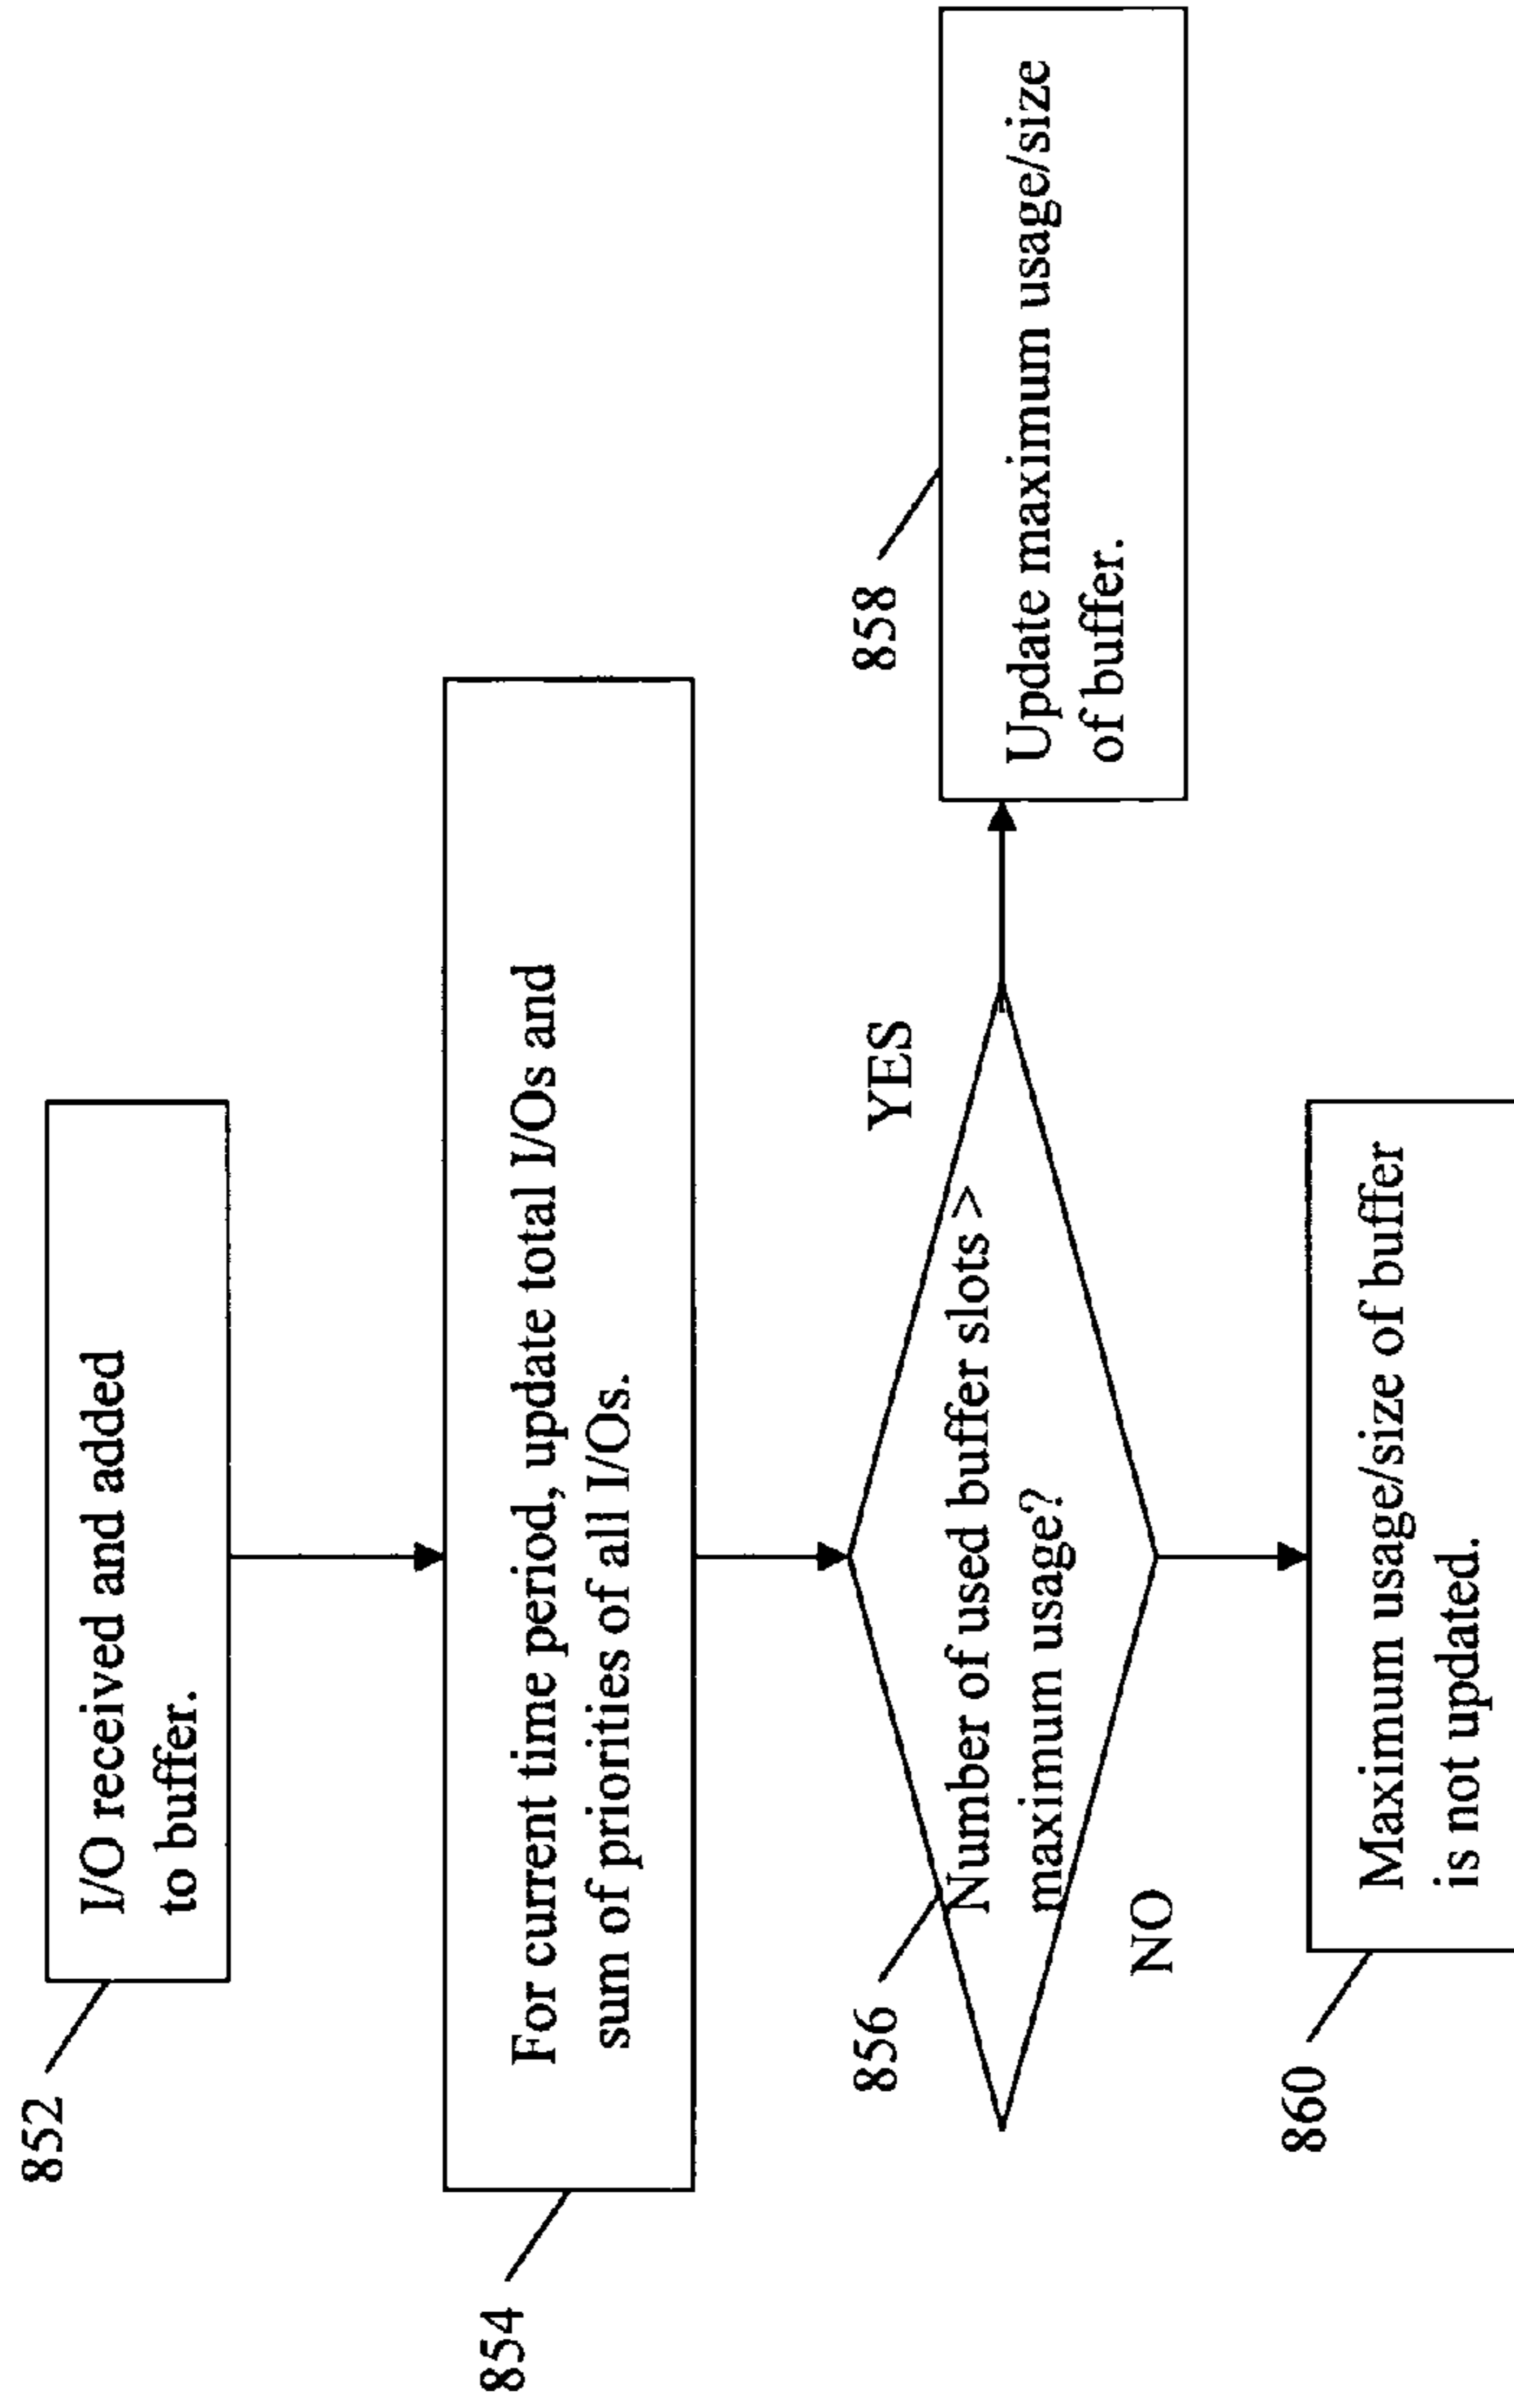 852
I/O received and added
to buffer.
854
For current time period, update total I/Os and
sum of priorities of all I/Os.
856
Number of used buffer slots >
maximum usage?
YES
858
Update maximum usage/size
of buffer.
NO
860
Maximum usage/size of buffer
is not updated.